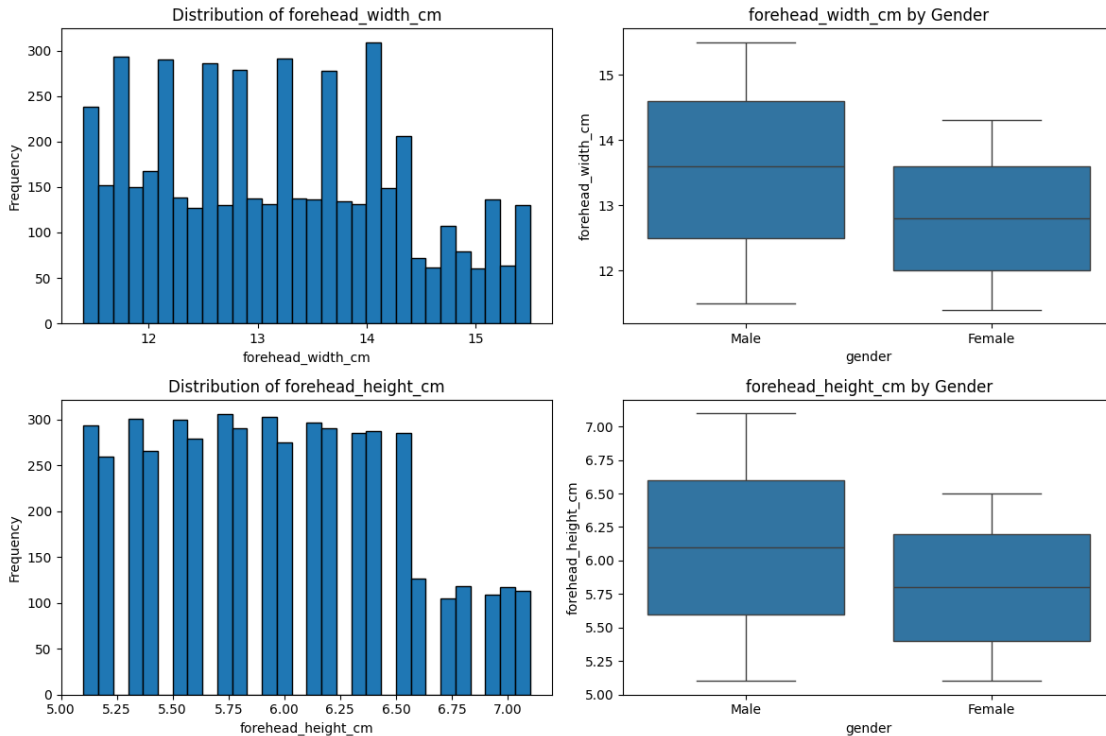 Distribution of forehead_width_cm
forehead_width_cm by Gender
300
250
200
150
100
50
0
Frequency
12
13
14
15
forehead_width_cm
15
14
13
12
forehead_width_cm
Male
Female
gender
Distribution of forehead_height_cm
forehead_height_cm by Gender
300
250
200
150
100
50
0
Frequency
5.00
5.25
5.50
5.75
6.00
6.25
6.50
6.75
7.00
forehead_height_cm
7.00
6.75
6.50
6.25
6.00
5.75
5.50
5.25
5.00
forehead_height_cm
Male
Female
gender